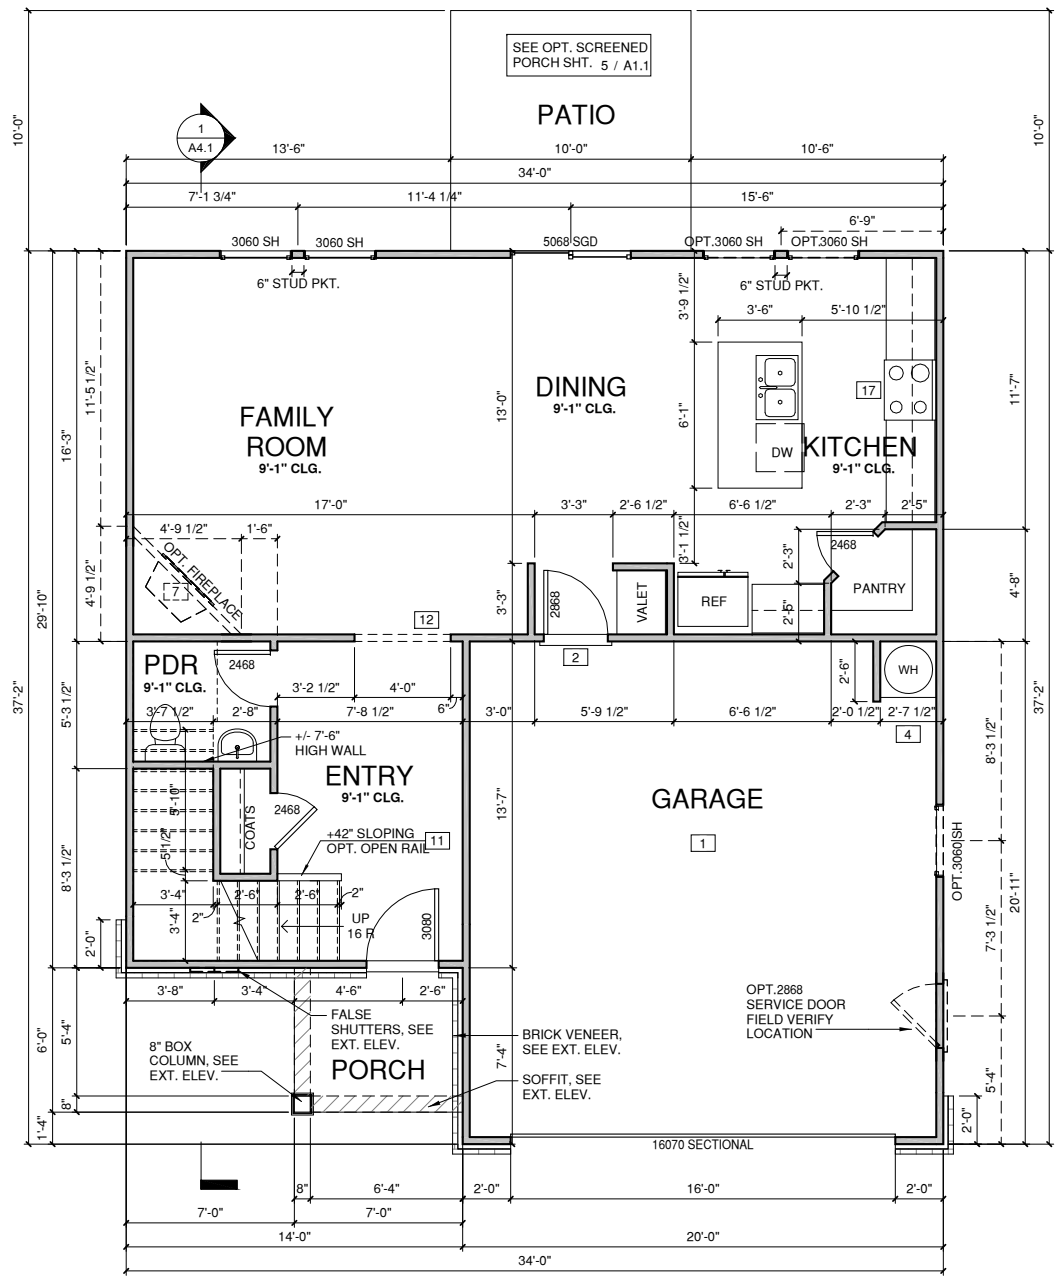 SEE OPT. SCREENED
PORCH SHT. 5 / A1.1
PATIO
10'-0"
10'-0"
1
A4.1
13'-6"
10'-0"
10'-6"
34'-0"
7'-1 3/4"
11'-4 1/4"
15'-6"
6'-9"
3060 SH
3060 SH
5068 SGD
OPT.3060 SH
OPT.3060 SH
6" STUD PKT.
6" STUD PKT.
3'-9 1/2"
3'-6"
5'-10 1/2"
11'-5 1/2"
16'-3"
29'-10"
37'-2"
FAMILY
ROOM
9'-1" CLG.
DINING
9'-1" CLG.
13'-0"
6'-1"
DW
17
KITCHEN
9'-1" CLG.
11'-7"
17'-0"
3'-3"
2'-6 1/2"
6'-6 1/2"
2'-3"
2'-5"
4'-9 1/2"
1'-6"
OPT. FIREPLACE
7
4'-9 1/2"
3'-1 1/2"
2'-3"
2468
PANTRY
4'-8"
3'-3"
2868
VALET
REF
2'-5"
12
2
PDR
9'-1" CLG.
2468
3'-2 1/2"
4'-0"
6"
2'-6"
WH
37'-2"
5'-3 1/2"
3'-7 1/2"
2'-8"
7'-8 1/2"
3'-0"
5'-9 1/2"
6'-6 1/2"
2'-0 1/2"
2'-7 1/2"
4
8'-3 1/2"
+/- 7'-6"
HIGH WALL
ENTRY
9'-1" CLG.
5'-10"
COATS
2468
5 1/2"
+42" SLOPING
OPT. OPEN RAIL
11
13'-7"
GARAGE
1
OPT.3060 SH
20'-11"
8'-3 1/2"
3'-4"
2'-6"
2'-6"
2"
2"
3'-4"
UP
16 R
3080
7'-3 1/2"
2'-0"
3'-8"
3'-4"
4'-6"
2'-6"
OPT.2868
SERVICE DOOR
FIELD VERIFY
LOCATION
FALSE
SHUTTERS, SEE
EXT. ELEV.
BRICK VENEER,
SEE EXT. ELEV.
6'-0"
5'-4"
8" BOX
COLUMN, SEE
EXT. ELEV.
PORCH
7'-4"
SOFFIT, SEE
EXT. ELEV.
5'-4"
8"
1'-4"
2'-0"
16070 SECTIONAL
8"
6'-4"
2'-0"
16'-0"
2'-0"
7'-0"
7'-0"
14'-0"
20'-0"
34'-0"